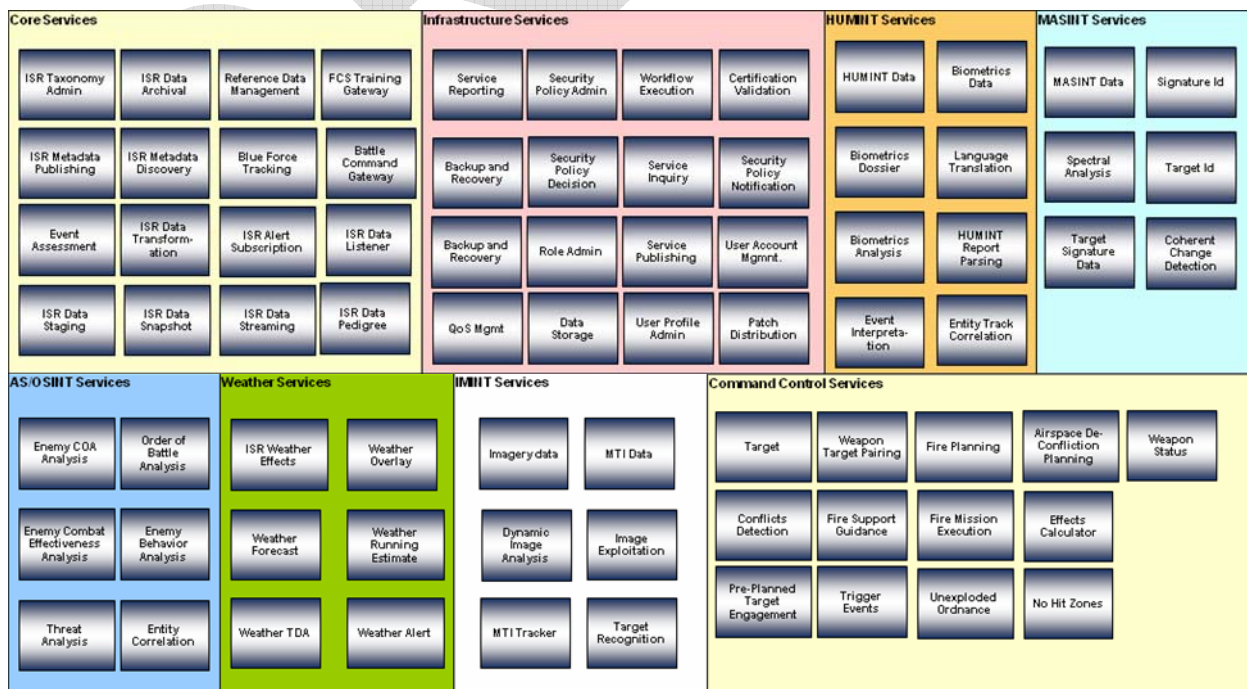 Core Services
ISR Taxonomy
Admin
ISR Data
Archival
Reference Data
Management
FCS Training
Gateway
ISR Metadata
Publishing
ISR Metadata
Discovery
Blue Force
Tracking
Battle
Command
Gateway
Event
Assessment
ISR Data
Transform-
ation
ISR Alert
Subscription
ISR Data
Listener
ISR Data
Staging
ISR Data
Snapshot
ISR Data
Streaming
ISR Data
Pedigree
Infrastructure Services
Service
Reporting
Security
Policy Admin
Workflow
Execution
Certification
Validation
Backup and
Recovery
Security
Policy
Decision
Service
Inquiry
Security
Policy
Notification
Backup and
Recovery
Role Admin
Service
Publishing
User Account
Mgmnt.
QoS Mgmt
Data
Storage
User Profile
Admin
Patch
Distribution
HUMINT Services
HUMINT Data
Biometrics
Data
Biometrics
Dossier
Language
Translation
Biometrics
Analysis
HUMINT
Report
Parsing
Event
Interpreta-
tion
Entity Track
Correlation
MASINT Services
MASINT Data
Signature Id
Spectral
Analysis
Target Id
Target
Signature
Data
Coherent
Change
Detection
AS/OSINT Services
Enemy COA
Analysis
Order of
Battle
Analysis
Enemy Combat
Effectiveness
Analysis
Enemy
Behavior
Analysis
Threat
Analysis
Entity
Correlation
Weather Services
ISR Weather
Effects
Weather
Overlay
Weather
Forecast
Weather
Running
Estimate
Weather TDA
Weather Alert
IMINT Services
Imagery data
MTI Data
Dynamic
Image
Analysis
Image
Exploitation
MTI Tracker
Target
Recognition
Command Control Services
Target
Weapon
Target Pairing
Fire Planning
Airspace De-
Confliction
Planning
Weapon
Status
Conflicts
Detection
Fire Support
Guidance
Fire Mission
Execution
Effects
Calculator
Pre-Planned
Target
Engagement
Trigger
Events
Unexploded
Ordnance
No Hit Zones